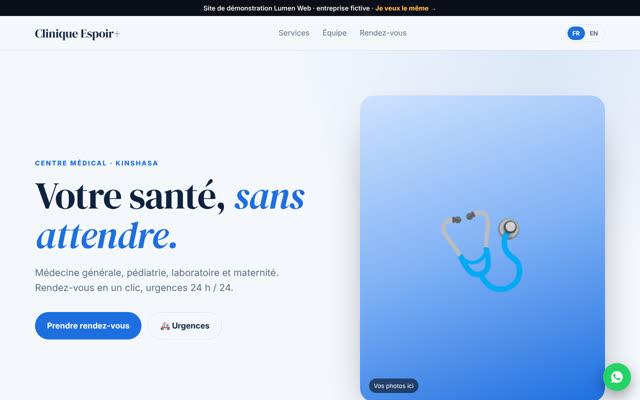 Site de démonstration Lumen Web · entreprise fictive · Je veux le même →
Clinique Espoir+
Services Équipe Rendez-vous
FR EN
CENTRE MÉDICAL · KINSHASA
Votre santé, sans
attendre.
Médecine générale, pédiatrie, laboratoire et maternité.
Rendez-vous en un clic, urgences 24 h / 24.
Prendre rendez-vous
🚑 Urgences
Vos photos ici